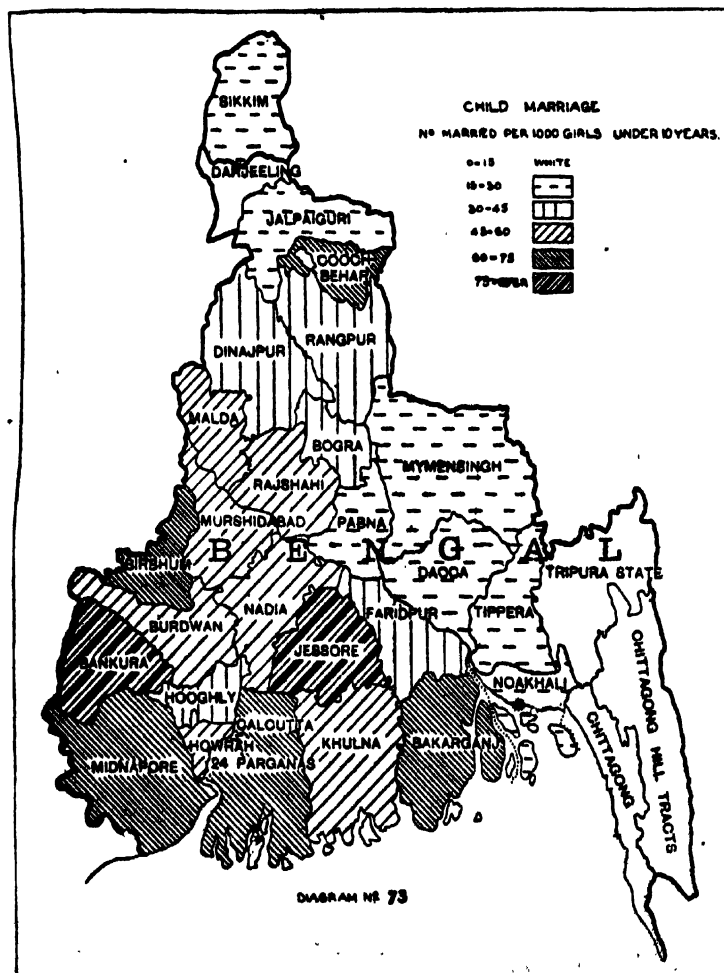 CHILD MARRIAGE
Nº MARRIED PER 1000 GIRLS UNDER 10 YEARS.
0-15 WHITE
15-30
30-45
45-60
60-75
75-OVER
SIKKIM
DARJEELING
JALPAIGURI
COOCH
BEHAR
DINAJPUR
RANGPUR
MALDA
BOGRA
MYMENSINGH
RAJSHAHI
MURSHIDABAD
PABNA
BENGAL
BIRBHUM
DACCA
TRIPURA STATE
NADIA
FARIDPUR
TIPPERA
BURDWAN
JESSORE
BANKURA
NOAKHALI
HOOGHLY
CALCUTTA
HOWRAH
24 PARGANAS
KHULNA
BAKARGANJ
MIDNAPORE
CHITTAGONG
CHITTAGONG HILL TRACTS
DIAGRAM Nº 73